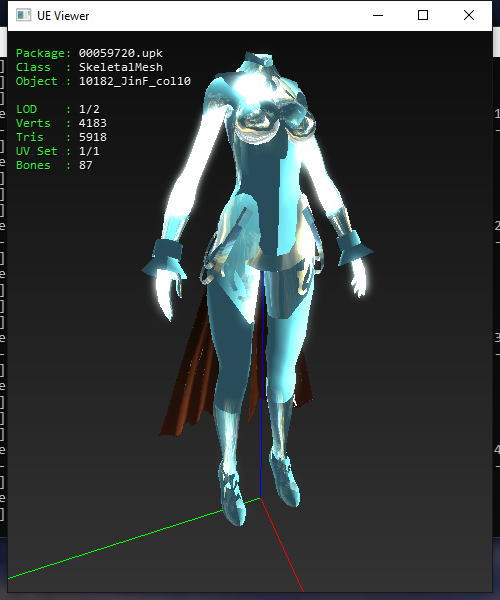 UE Viewer
Package: 00059720.upk
Class  : SkeletalMesh
Object : 10182_JinF_col10
LOD    : 1/2
Verts  : 4183
Tris   : 5918
UV Set : 1/1
Bones  : 87